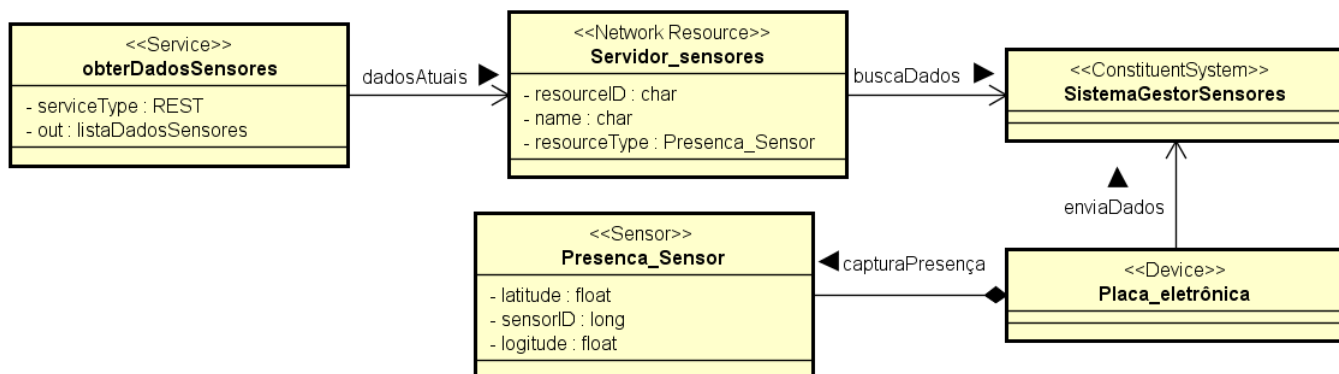 <<Service>>
obterDadosSensores
- serviceType : REST
- out : listaDadosSensores
dadosAtuais
<<Network Resource>>
Servidor_sensores
- resourceID : char
- name : char
- resourceType : Presenca_Sensor
buscaDados
<<ConstituentSystem>>
SistemaGestorSensores
enviaDados
<<Sensor>>
Presenca_Sensor
- latitude : float
- sensorID : long
- logitude : float
capturaPresença
<<Device>>
Placa_eletrônica